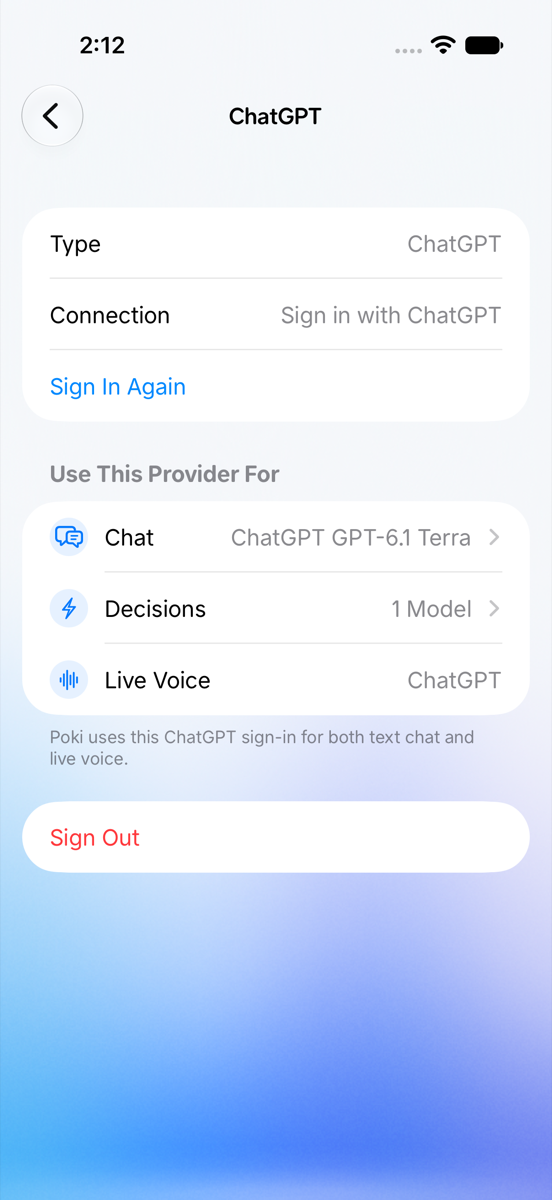 2:12
ChatGPT
Type ChatGPT
Connection Sign in with ChatGPT
Sign In Again
Use This Provider For
Chat ChatGPT GPT-6.1 Terra
Decisions 1 Model
Live Voice ChatGPT
Poki uses this ChatGPT sign-in for both text chat and
live voice.
Sign Out